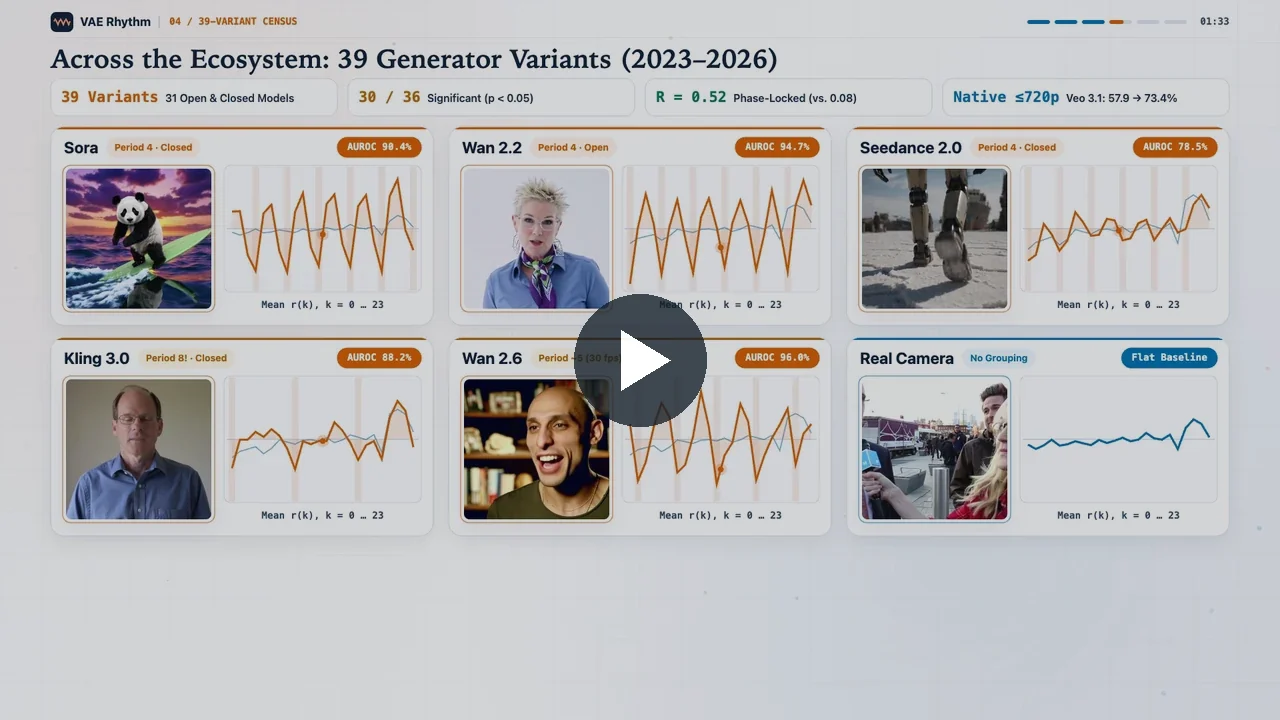 VAE Rhythm
04 / 39-VARIANT CENSUS
01:33
Across the Ecosystem: 39 Generator Variants (2023–2026)
39 Variants 31 Open & Closed Models
30 / 36 Significant (p < 0.05)
R = 0.52 Phase-Locked (vs. 0.08)
Native ≤720p Veo 3.1: 57.9 → 73.4%
Sora Period 4 · Closed AUROC 90.4%
Mean r(k), k = 0 … 23
Wan 2.2 Period 4 · Open AUROC 94.7%
Mean r(k), k = 0 … 23
Seedance 2.0 Period 4 · Closed AUROC 78.5%
Mean r(k), k = 0 … 23
Kling 3.0 Period 8! · Closed AUROC 88.2%
Mean r(k), k = 0 … 23
Wan 2.6 Period ~5 (30 fps) AUROC 96.0%
Mean r(k), k = 0 … 23
Real Camera No Grouping Flat Baseline
Mean r(k), k = 0 … 23